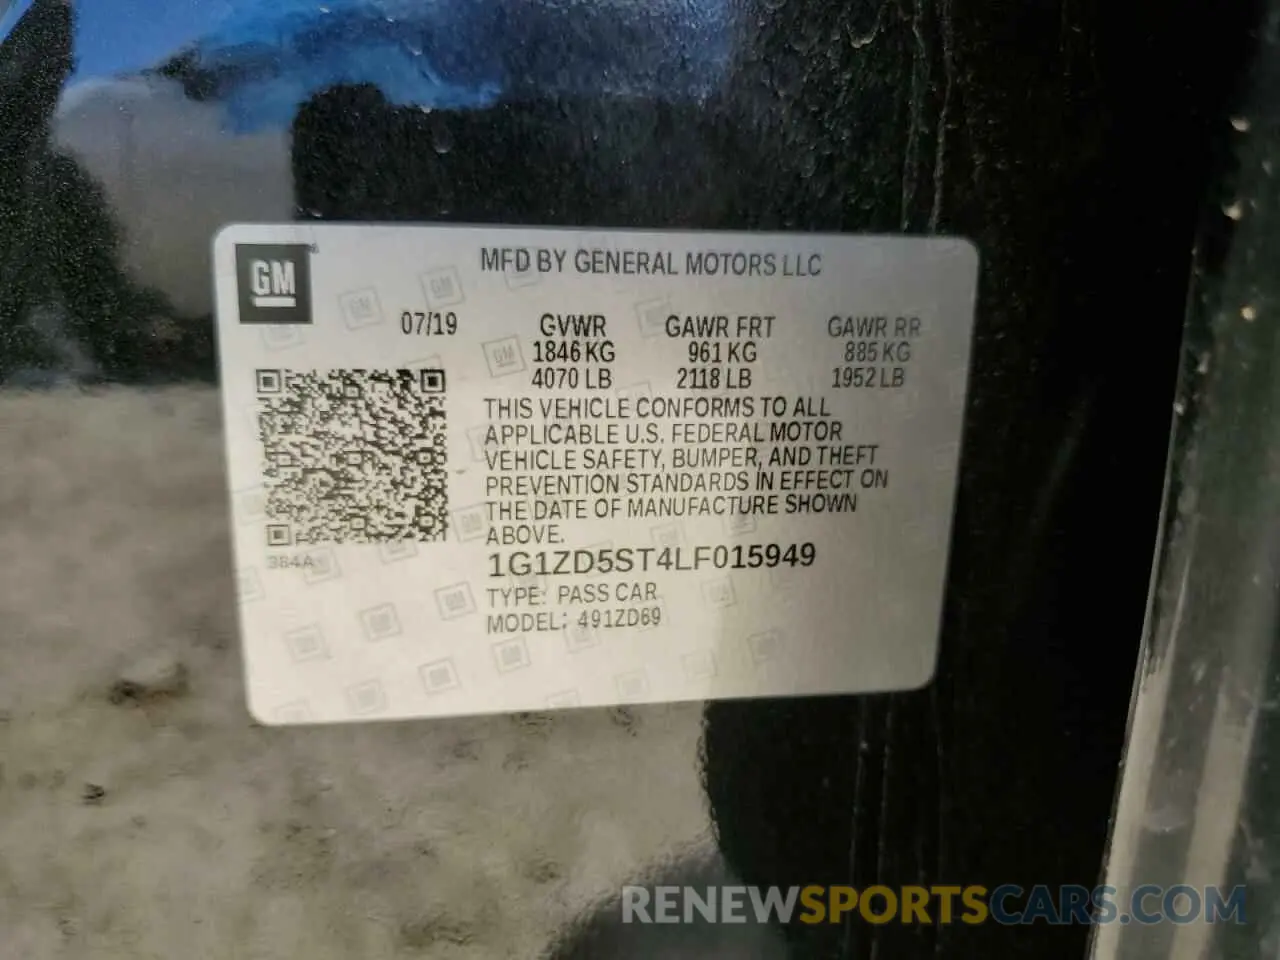 GM
MFD BY GENERAL MOTORS LLC
07/19 GVWR GAWR FRT GAWR RR
1846 KG 961 KG 885 KG
4070 LB 2118 LB 1952 LB
THIS VEHICLE CONFORMS TO ALL
APPLICABLE U.S. FEDERAL MOTOR
VEHICLE SAFETY, BUMPER, AND THEFT
PREVENTION STANDARDS IN EFFECT ON
THE DATE OF MANUFACTURE SHOWN
ABOVE.
384A
1G1ZD5ST4LF015949
TYPE: PASS CAR
MODEL: 491ZD69
RENEWSPORTSCARS.COM